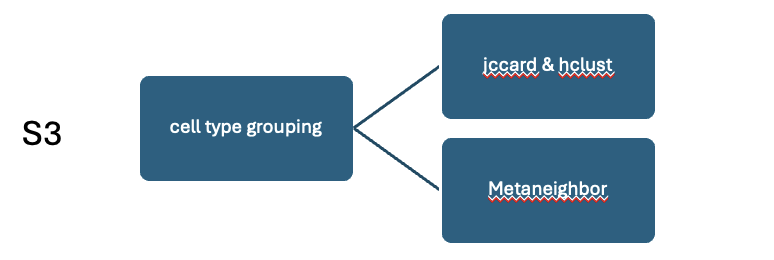 S3
cell type grouping
jccard & hclust
Metaneighbor